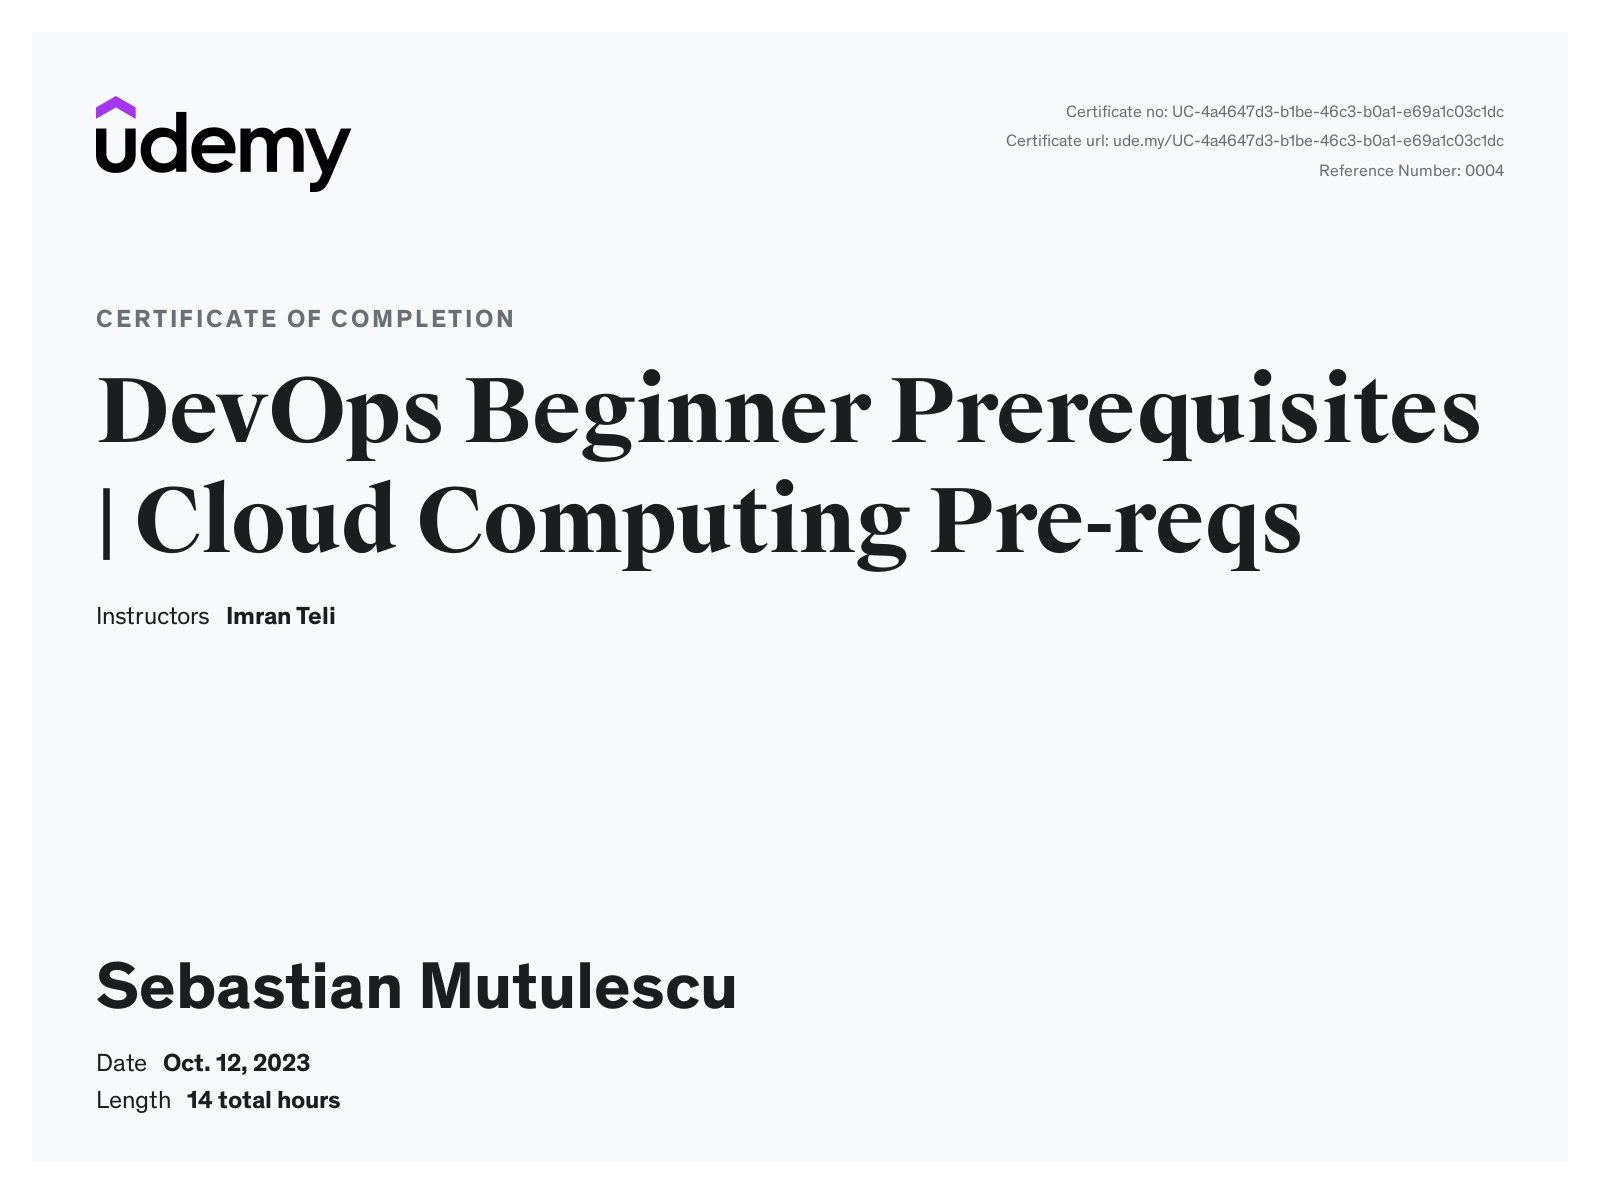 udemy
Certificate no: UC-4a4647d3-b1be-46c3-b0a1-e69a1c03c1dc
Certificate url: ude.my/UC-4a4647d3-b1be-46c3-b0a1-e69a1c03c1dc
Reference Number: 0004
CERTIFICATE OF COMPLETION
DevOps Beginner Prerequisites
| Cloud Computing Pre-reqs
Instructors Imran Teli
Sebastian Mutulescu
Date Oct. 12, 2023
Length 14 total hours